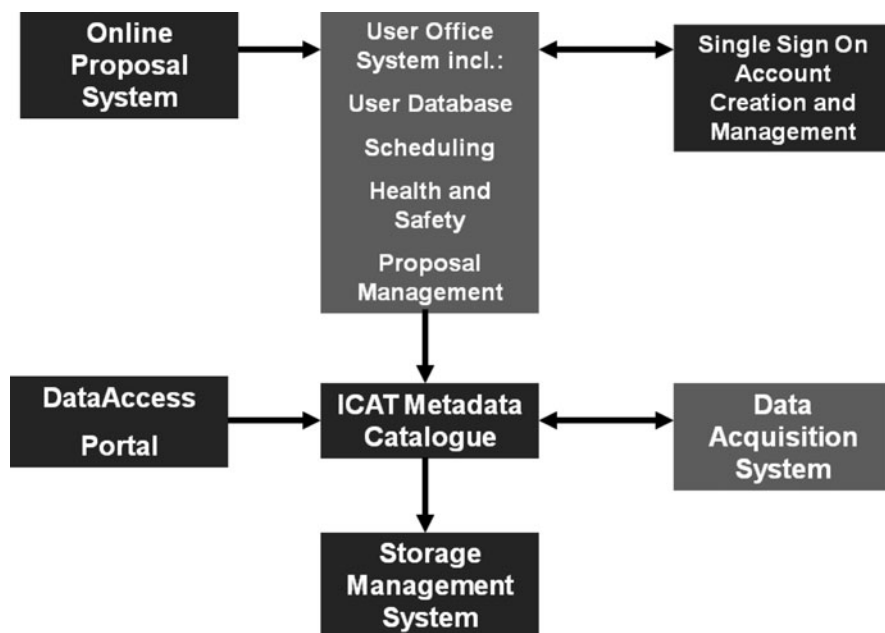 Online
Proposal
System
User Office
System incl.:
User Database
Scheduling
Health and
Safety
Proposal
Management
Single Sign On
Account
Creation and
Management
DataAccess
Portal
ICAT Metadata
Catalogue
Data
Acquisition
System
Storage
Management
System